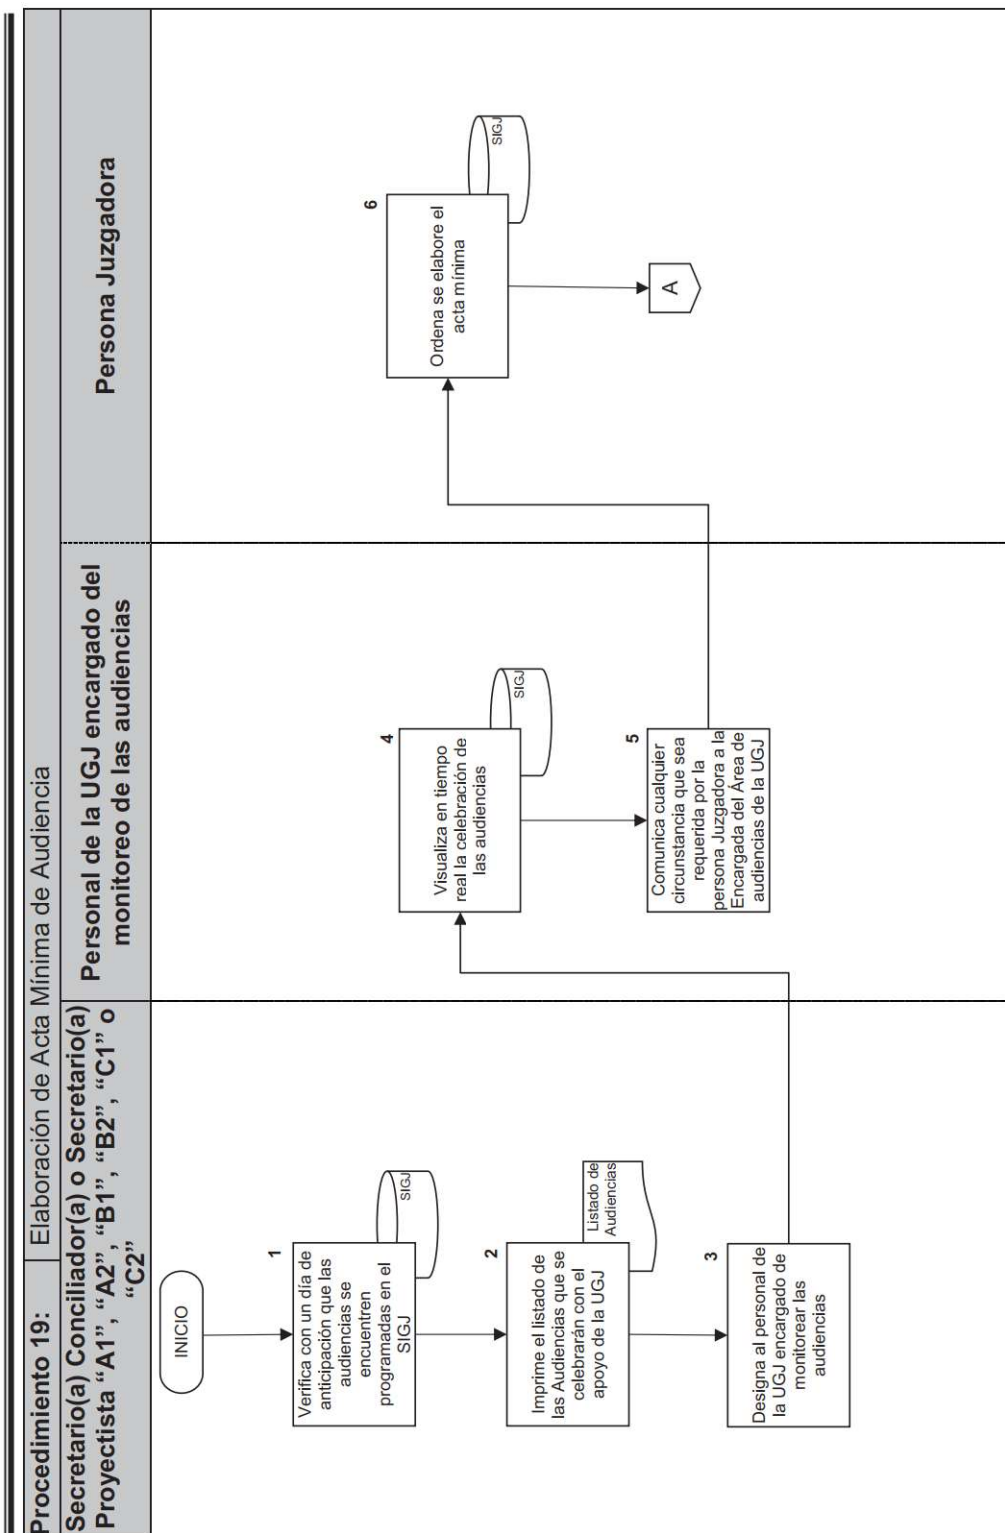 Procedimiento 19:
Elaboración de Acta Mínima de Audiencia
Secretario(a) Conciliador(a) o Secretario(a)
Proyectista “A1”, “A2”, “B1”, “B2”, “C1” o
“C2”
Personal de la UGJ encargado del
monitoreo de las audiencias
Persona Juzgadora
INICIO
1
Verifica con un día de
anticipación que las
audiencias se
encuentren
programadas en el
SIGJ
SIGJ
2
Imprime el listado de
las Audiencias que se
celebrarán con el
apoyo de la UGJ
Listado de
Audiencias
3
Designa al personal de
la UGJ encargado de
monitorear las
audiencias
4
Visualiza en tiempo
real la celebración de
las audiencias
SIGJ
5
Comunica cualquier
circunstancia que sea
requerida por la
persona Juzgadora a la
Encargada del Área de
audiencias de la UGJ
6
Ordena se elabore el
acta mínima
SIGJ
A